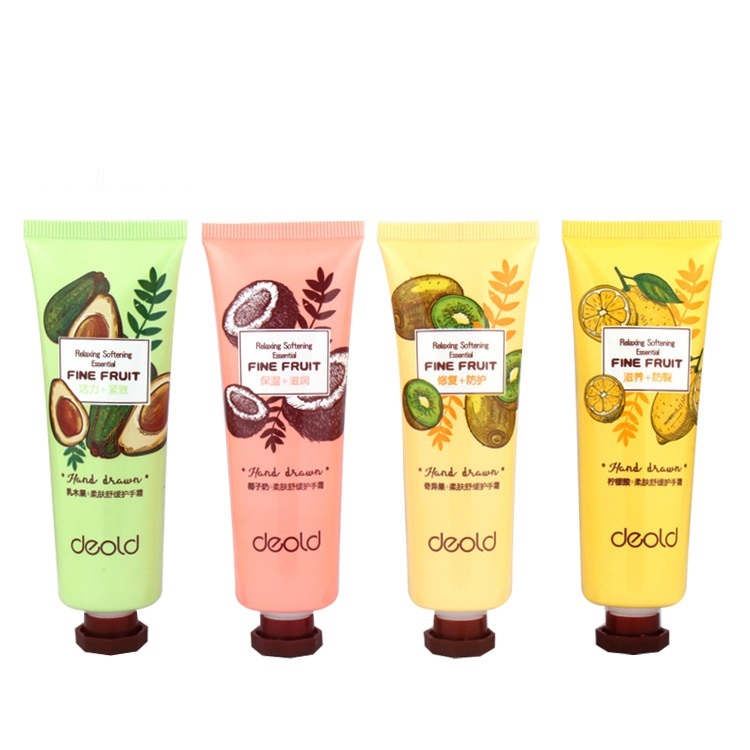 Relaxing Softening
Essential
FINE FRUIT
活力+紧致
* Hand drawn *
乳木果·柔肤舒缓护手霜
deold
Relaxing Softening
Essential
FINE FRUIT
保湿+滋润
* Hand drawn *
椰子奶·柔肤舒缓护手霜
deold
Relaxing Softening
Essential
FINE FRUIT
修复+防护
* Hand drawn *
奇异果·柔肤舒缓护手霜
deold
Relaxing Softening
Essential
FINE FRUIT
滋养+防裂
* Hand drawn *
柠檬酸·柔肤舒缓护手霜
deold